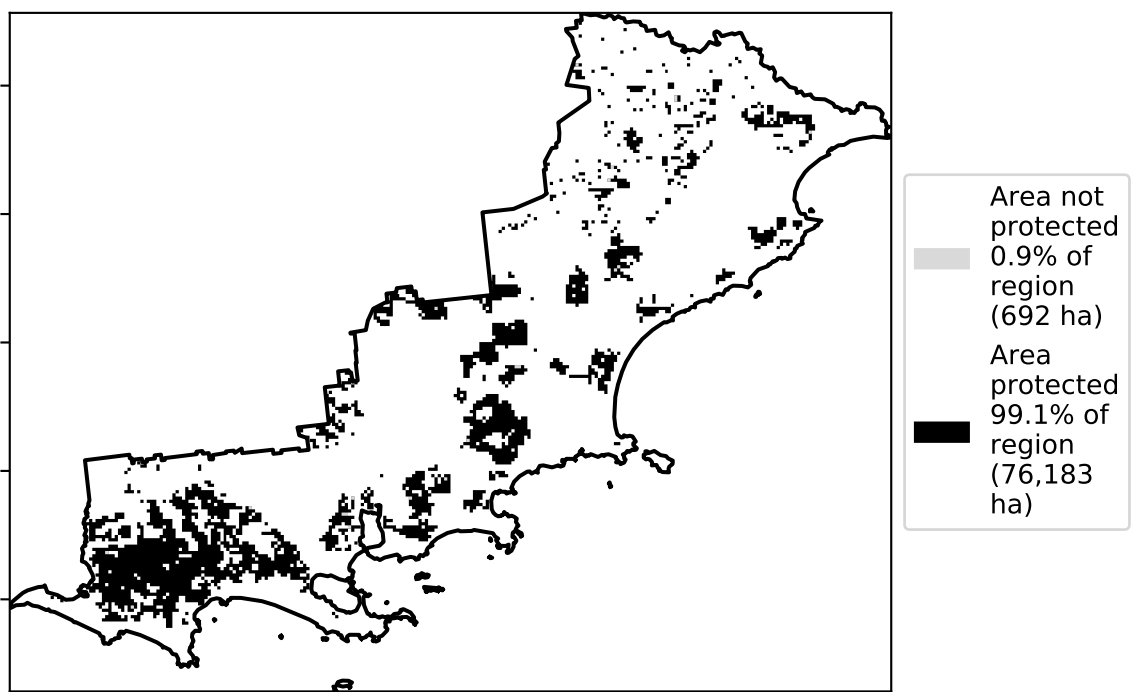 Area not
protected
0.9% of
region
(692 ha)
Area
protected
99.1% of
region
(76,183
ha)